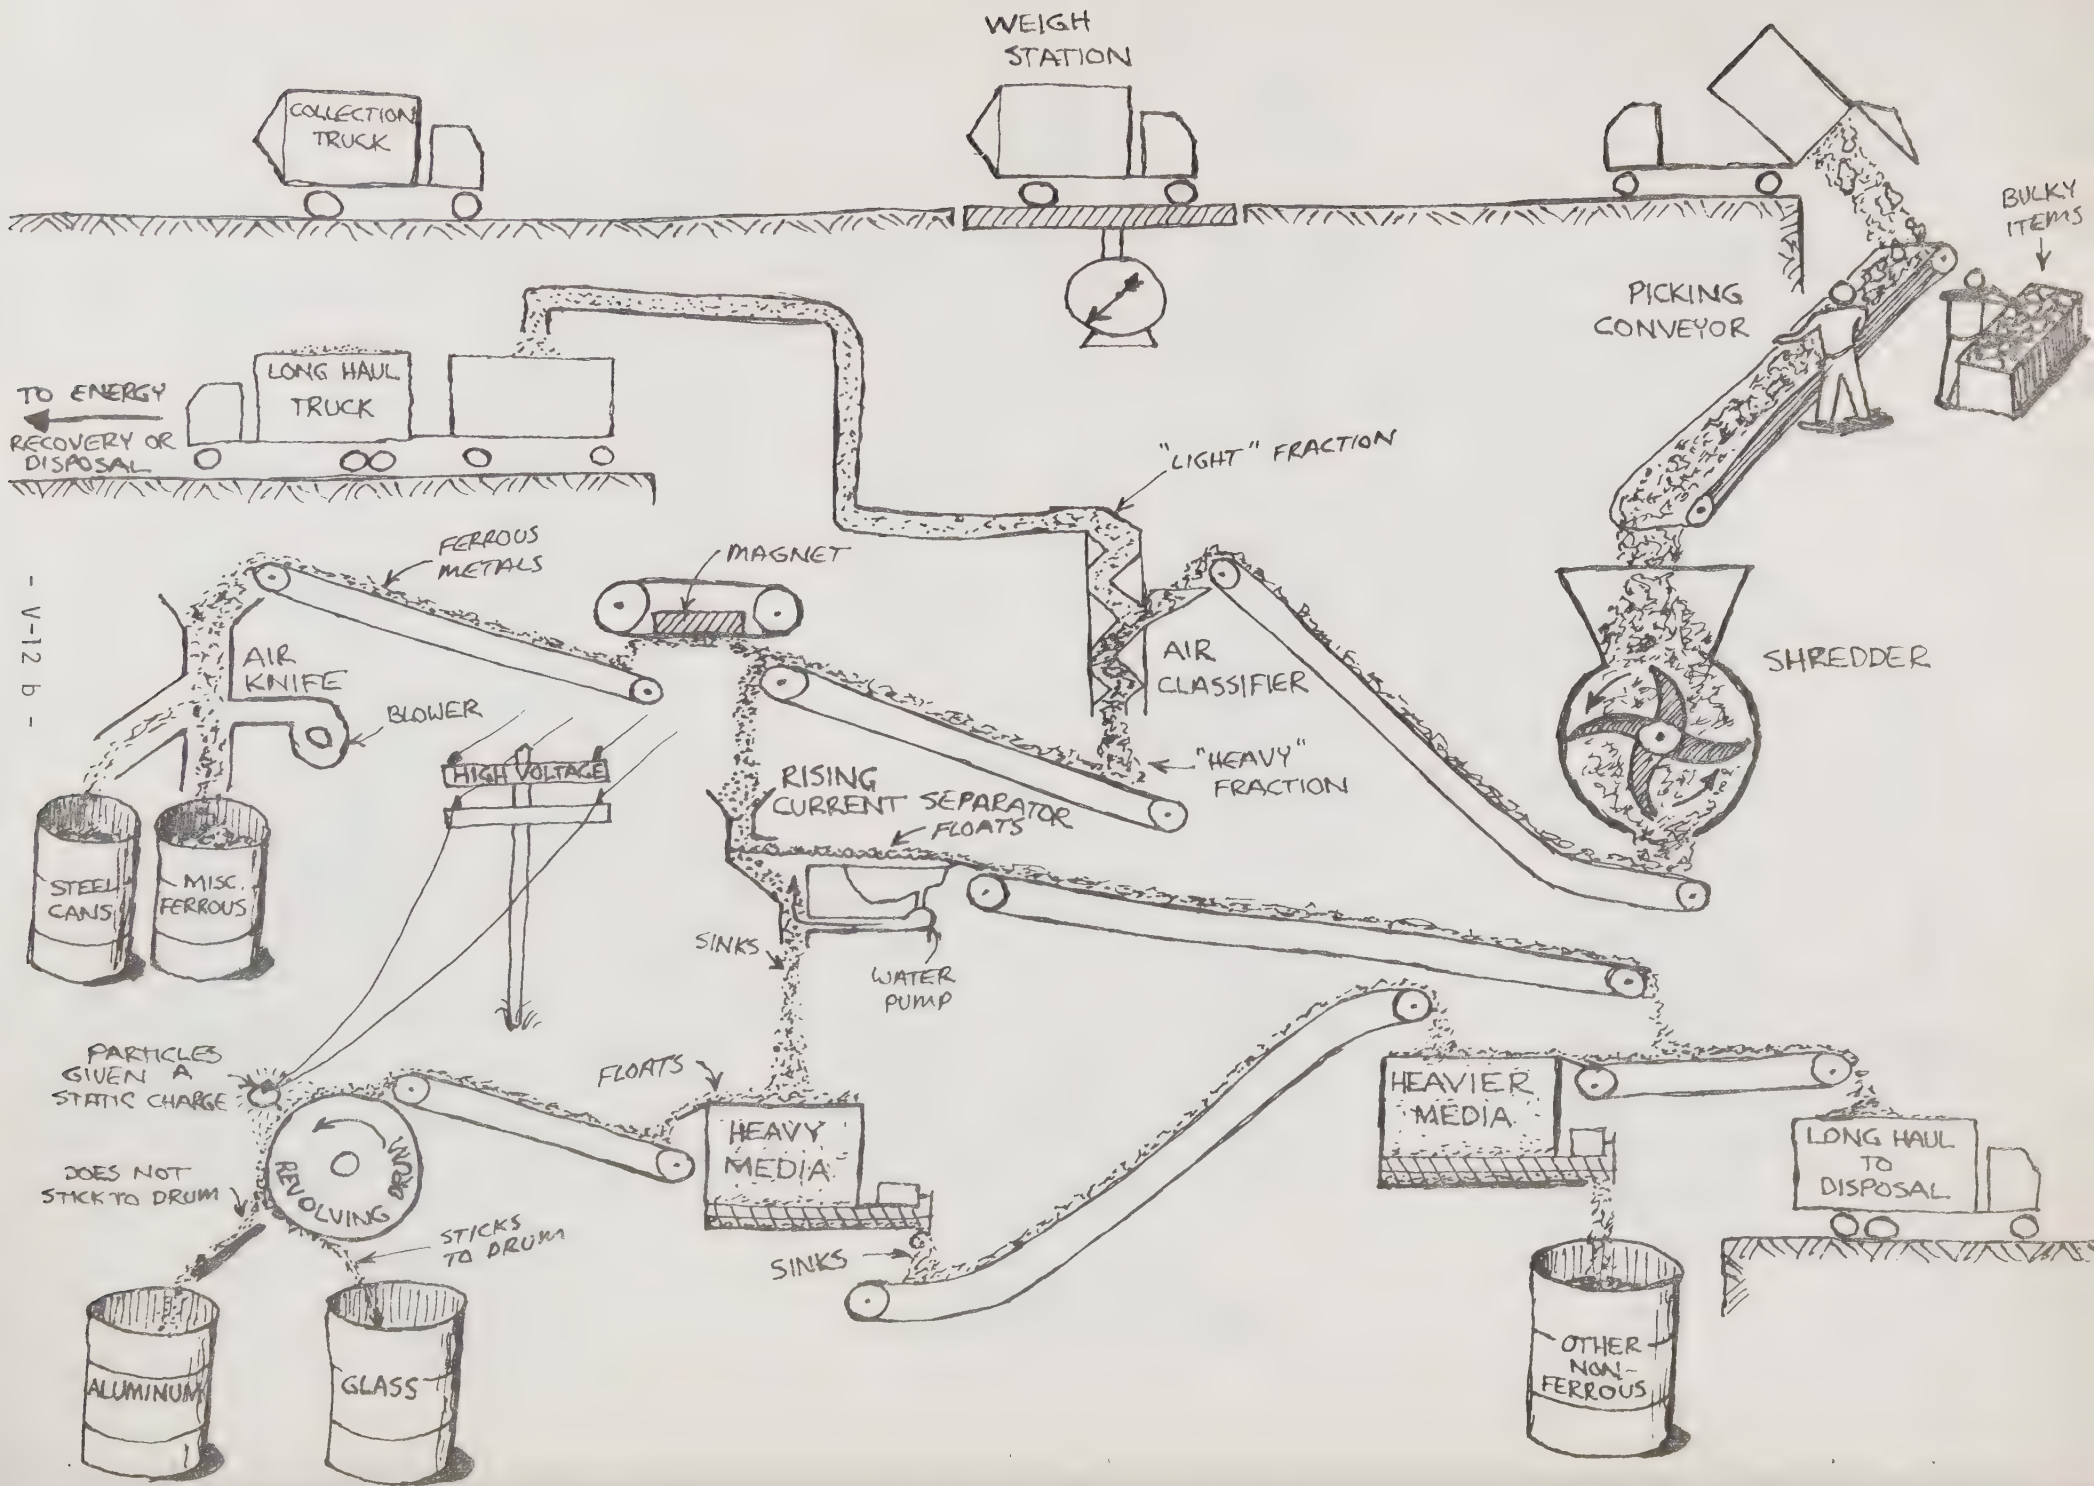 WEIGH
STATION
COLLECTION
TRUCK
BULKY
ITEMS
PICKING
CONVEYOR
TO ENERGY
RECOVERY OR
DISPOSAL
LONG HAUL
TRUCK
"LIGHT" FRACTION
FERROUS
METALS
MAGNET
AIR
KNIFE
BLOWER
AIR
CLASSIFIER
SHREDDER
- V-12 b -
HIGH VOLTAGE
"HEAVY"
FRACTION
RISING
CURRENT SEPARATOR
FLOATS
STEEL
CANS
MISC.
FERROUS
SINKS
WATER
PUMP
PARTICLES
GIVEN A
STATIC CHARGE
FLOATS
HEAVY
MEDIA
HEAVIER
MEDIA
LONG HAUL
TO
DISPOSAL
DOES NOT
STICK TO DRUM
REVOLVING DRUM
STICKS
TO DRUM
SINKS
ALUMINUM
GLASS
OTHER
NON-
FERROUS